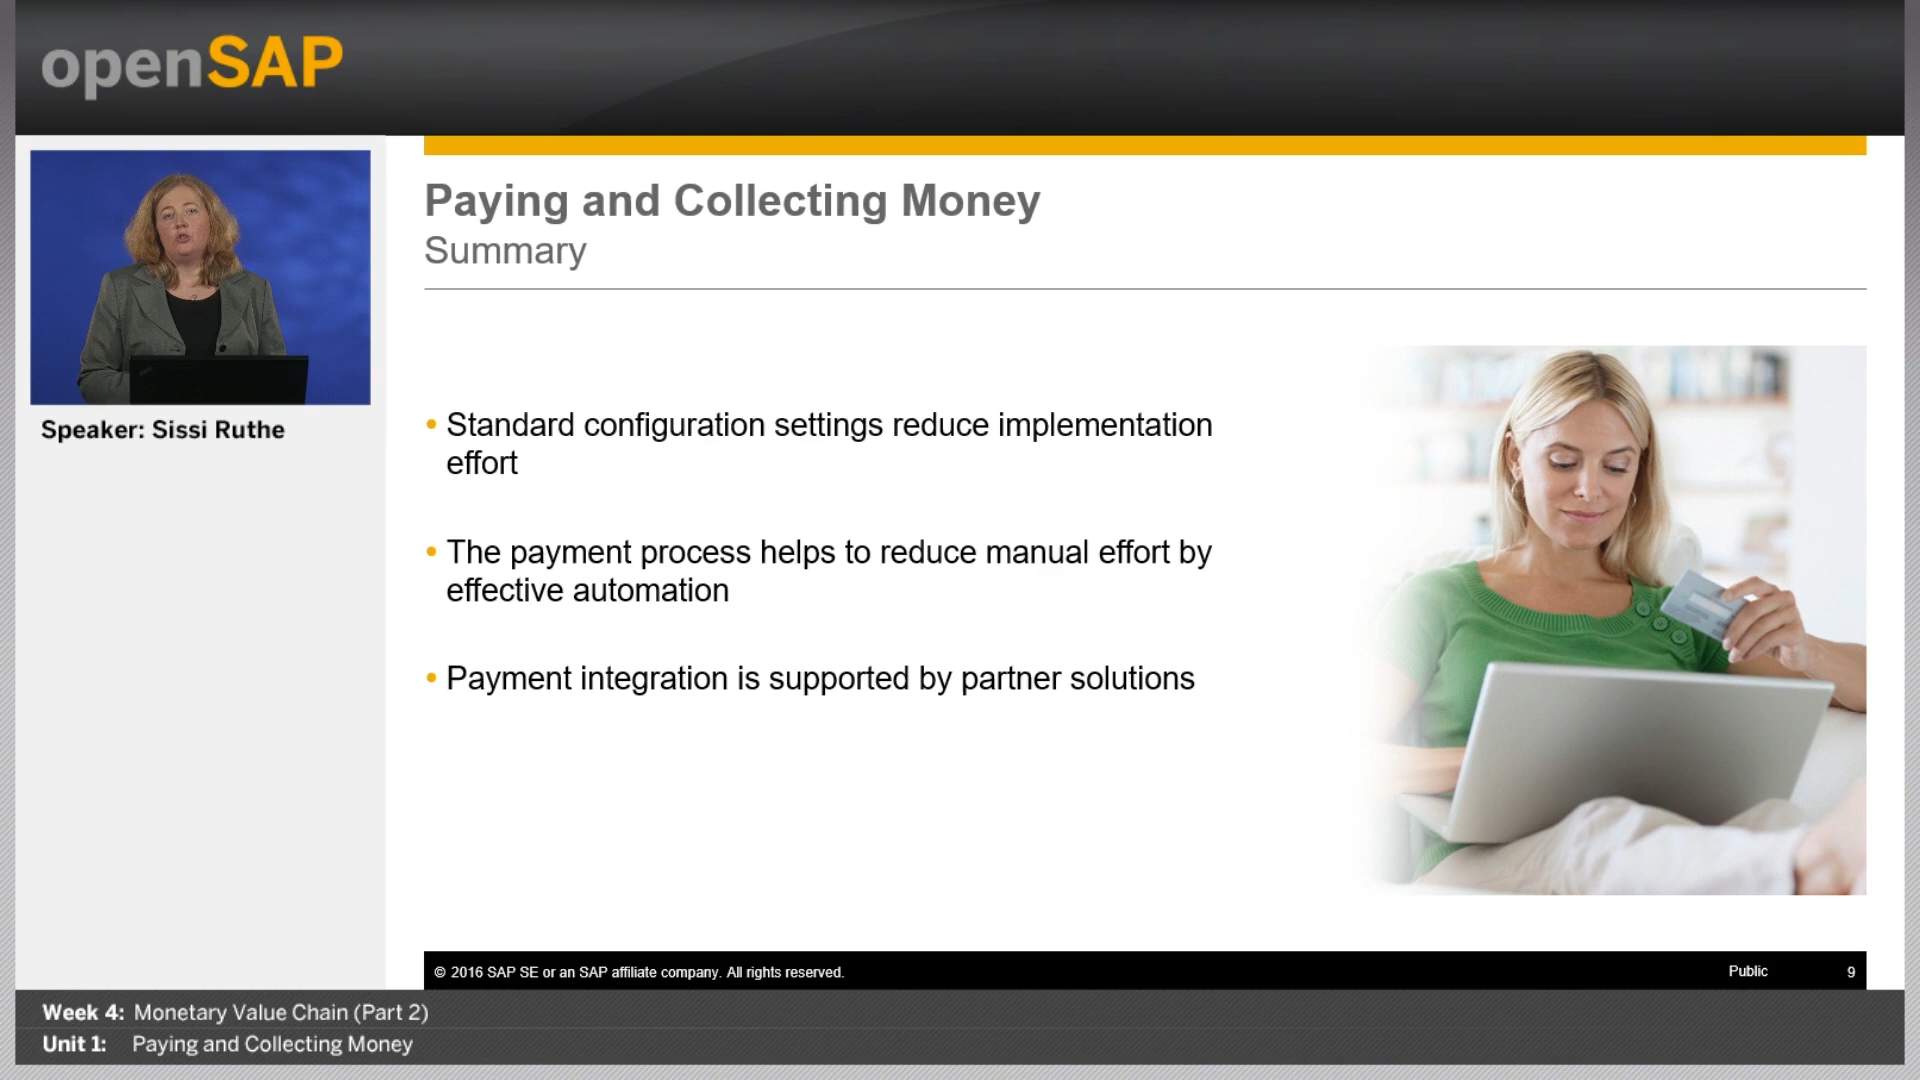 openSAP
Speaker: Sissi Ruthe
Paying and Collecting Money
Summary
• Standard configuration settings reduce implementation
effort
• The payment process helps to reduce manual effort by
effective automation
• Payment integration is supported by partner solutions
© 2016 SAP SE or an SAP affiliate company. All rights reserved.
Public 9
Week 4: Monetary Value Chain (Part 2)
Unit 1: Paying and Collecting Money